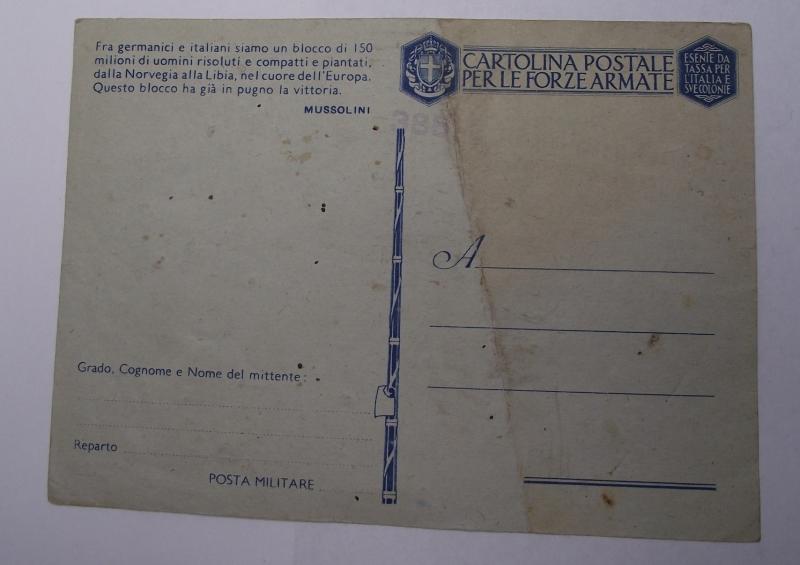 Fra germanici e italiani siamo un blocco di 150
milioni di uomini risoluti e compatti e piantati,
dalla Norvegia alla Libia, nel cuore dell'Europa.
Questo blocco ha già in pugno la vittoria.
MUSSOLINI
CARTOLINA POSTALE
PER LE FORZE ARMATE
ESENTE DA
TASSA PER
L'ITALIA E
SVE COLONIE
A
Grado, Cognome e Nome del mittente:
Reparto
POSTA MILITARE